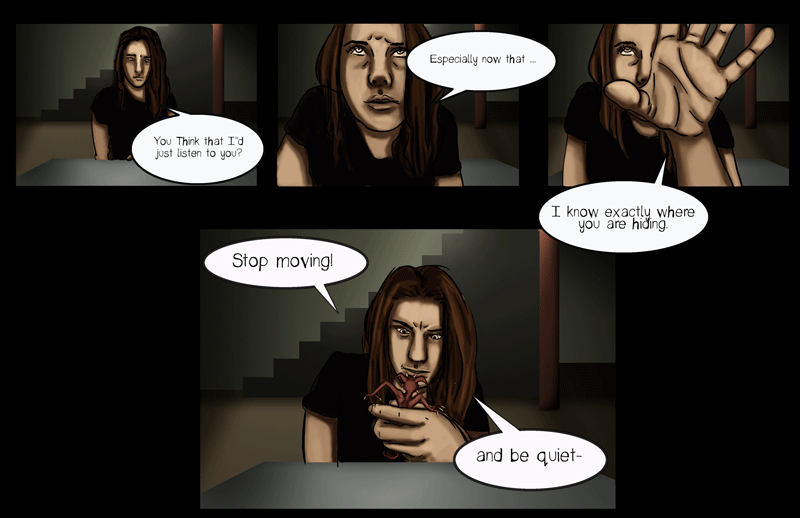 You Think that I"d
just listen to you?
Especially now that ...
I know exactly where
you are hiding.
Stop moving!
and be quiet-